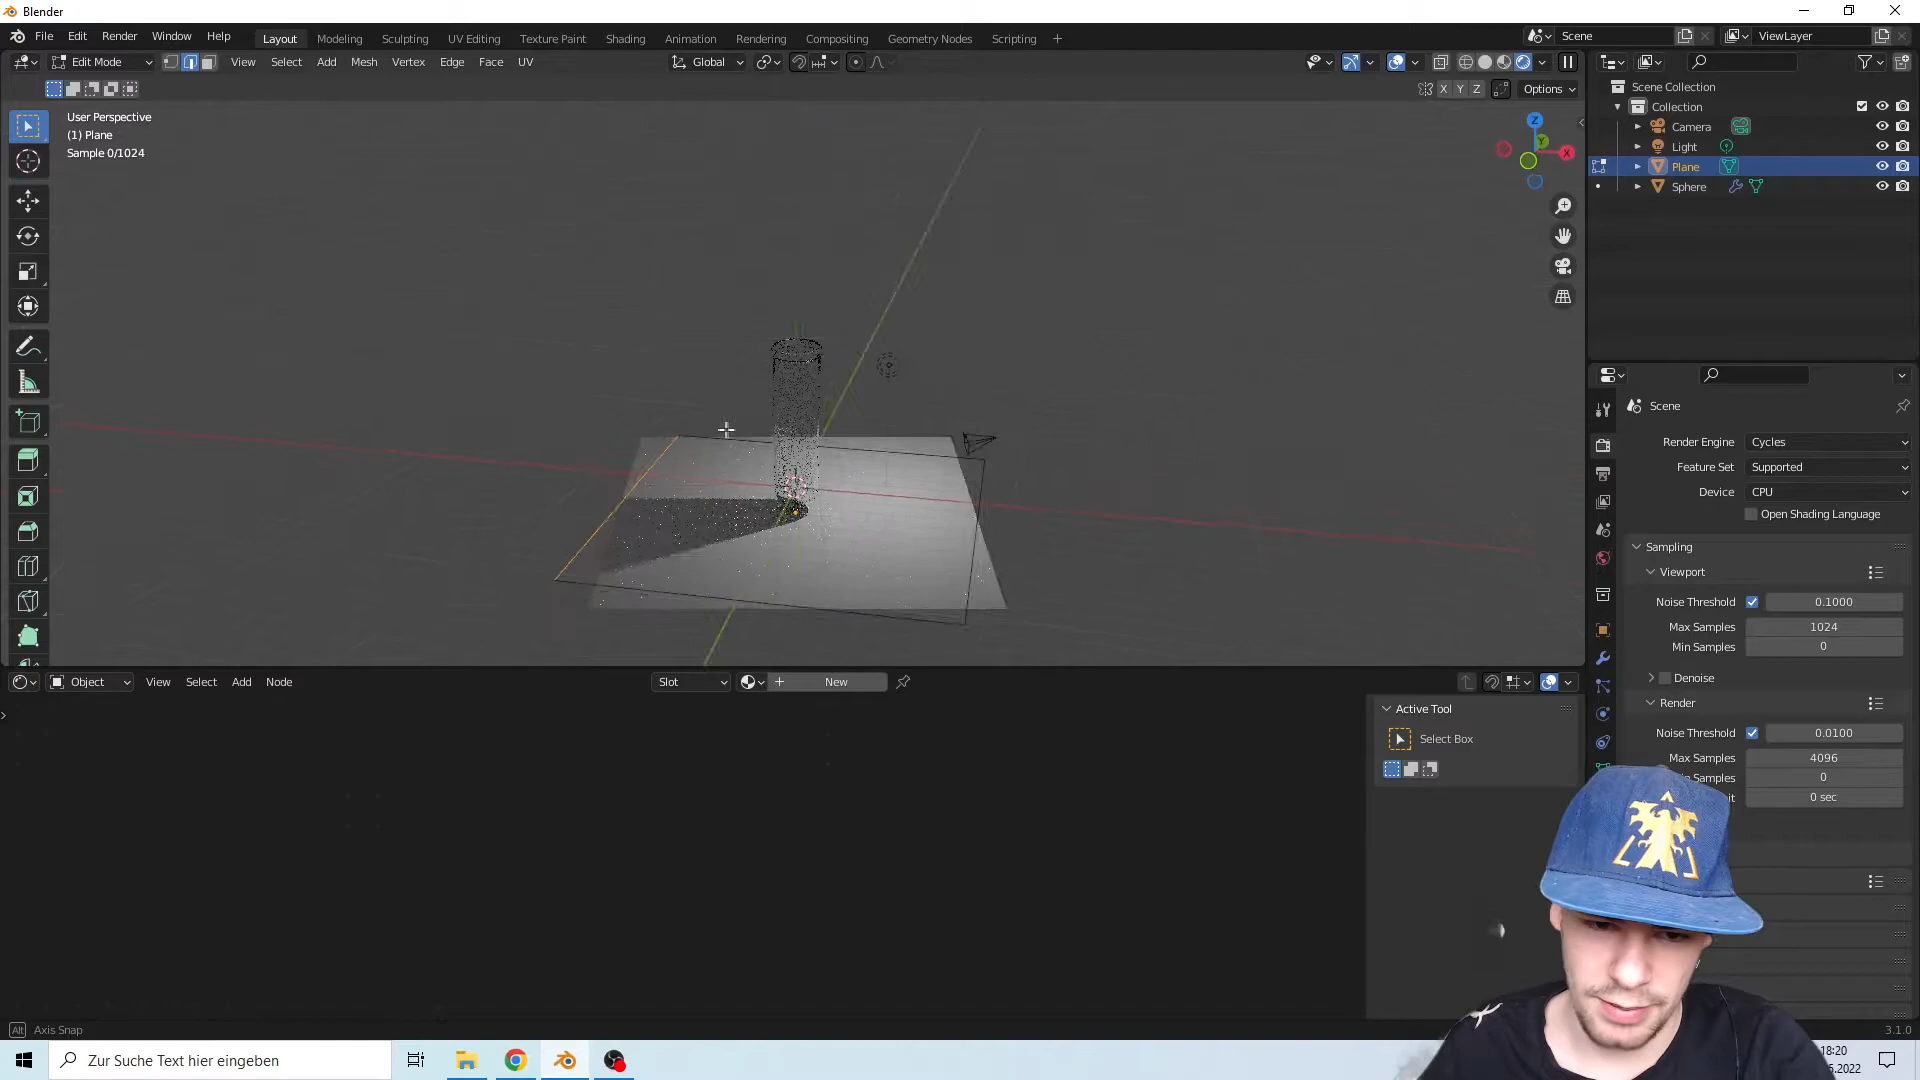 Blender
File Edit Render Window Help
Layout Modeling Sculpting UV Editing Texture Paint Shading Animation Rendering Compositing Geometry Nodes Scripting
Scene
ViewLayer
Edit Mode View Select Add Mesh Vertex Edge Face UV
Global
X Y Z Options
User Perspective
(1) Plane
Sample 0/1024
Z
Y
X
Scene Collection
Collection
Camera
Light
Plane
Sphere
Scene
Render Engine Cycles
Feature Set Supported
Device CPU
Open Shading Language
Sampling
Viewport
Noise Threshold 0.1000
Max Samples 1024
Min Samples 0
Denoise
Render
Noise Threshold 0.0100
Max Samples 4096
Samples 0
0 sec
Object View Select Add Node
Slot
New
Active Tool
Select Box
Alt Axis Snap
3.1.0
Zur Suche Text hier eingeben
18:20
.2022